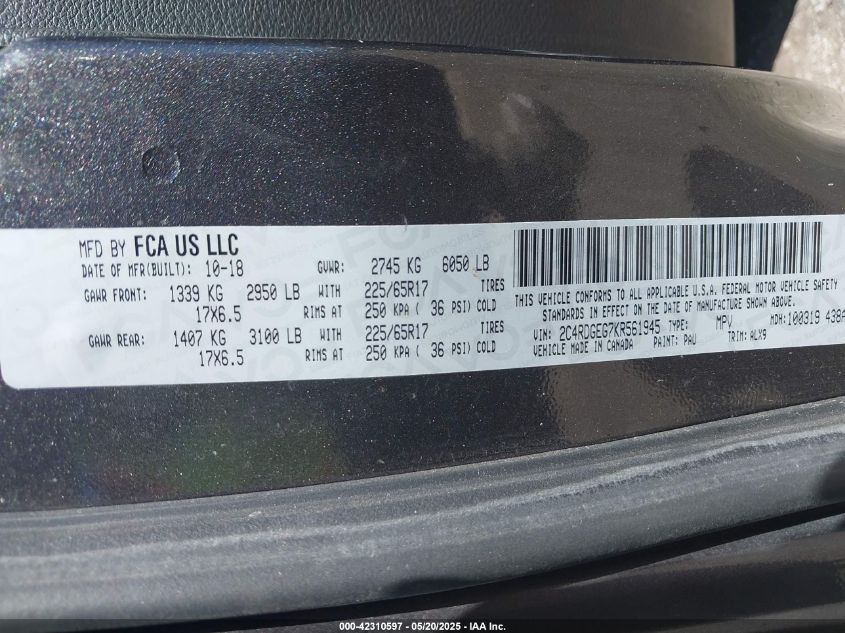 MFD BY FCA US LLC
DATE OF MFR(BUILT): 10-18 GVWR: 2745 KG 6050 LB
GAWR FRONT: 1339 KG 2950 LB WITH 225/65R17 TIRES
17X6.5 RIMS AT 250 KPA ( 36 PSI) COLD
GAWR REAR: 1407 KG 3100 LB WITH 225/65R17 TIRES
17X6.5 RIMS AT 250 KPA ( 36 PSI) COLD
THIS VEHICLE CONFORMS TO ALL APPLICABLE U.S.A. FEDERAL MOTOR VEHICLE SAFETY
STANDARDS IN EFFECT ON THE DATE OF MANUFACTURE SHOWN ABOVE.
VIN: 2C4RDGEG7KR561945 TYPE: MPV MDH:100319 438A
VEHICLE MADE IN CANADA PAINT: PAU TRIM: ALX9
000-42310597 - 05/20/2025 - IAA Inc.